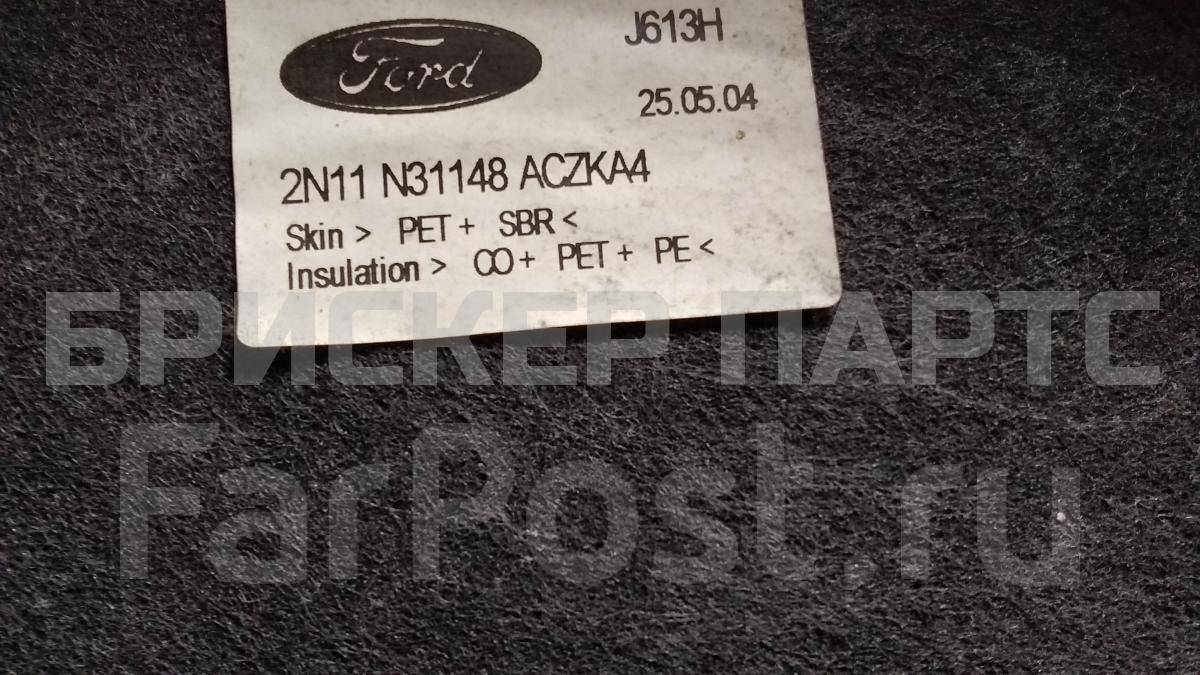 Ford
J613H
25.05.04
2N11 N31148 ACZKA4
Skin > PET + SBR <
Insulation > CO + PET + PE <
БРИСКЕР ПАРТС
FarPost.ru